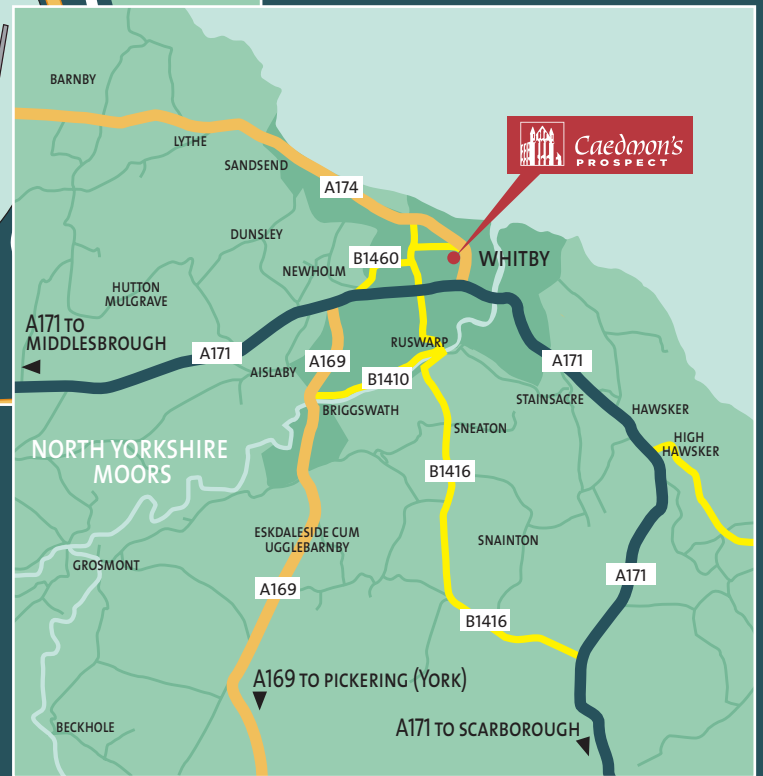 BARNBY
LYTHE
SANDSEND
A174
Caedmon's
PROSPECT
DUNSLEY
B1460
WHITBY
NEWHOLM
HUTTON
MULGRAVE
A171 TO
MIDDLESBROUGH
A171
AISLABY
A169
RUSWARP
B1410
A171
BRIGGSWATH
STAINSACRE
HAWSKER
SNEATON
HIGH
HAWSKER
NORTH YORKSHIRE
MOORS
B1416
ESKDALESIDE CUM
UGGLEBARNBY
SNAINTON
GROSMONT
A169
A171
B1416
A169 TO PICKERING (YORK)
BECKHOLE
A171 TO SCARBOROUGH